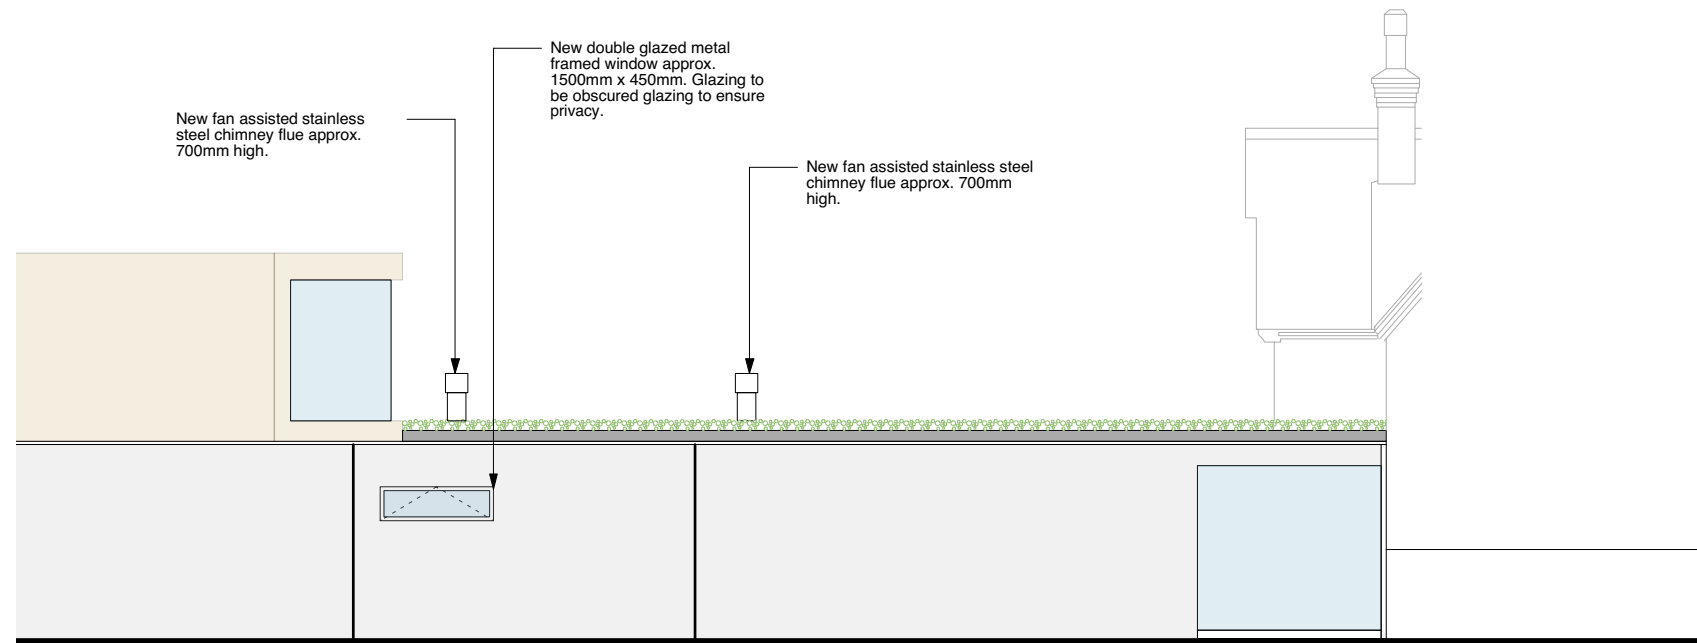 New double glazed metal
framed window approx.
1500mm x 450mm. Glazing to
be obscured glazing to ensure
privacy.
New fan assisted stainless
steel chimney flue approx.
700mm high.
New fan assisted stainless steel
chimney flue approx. 700mm
high.